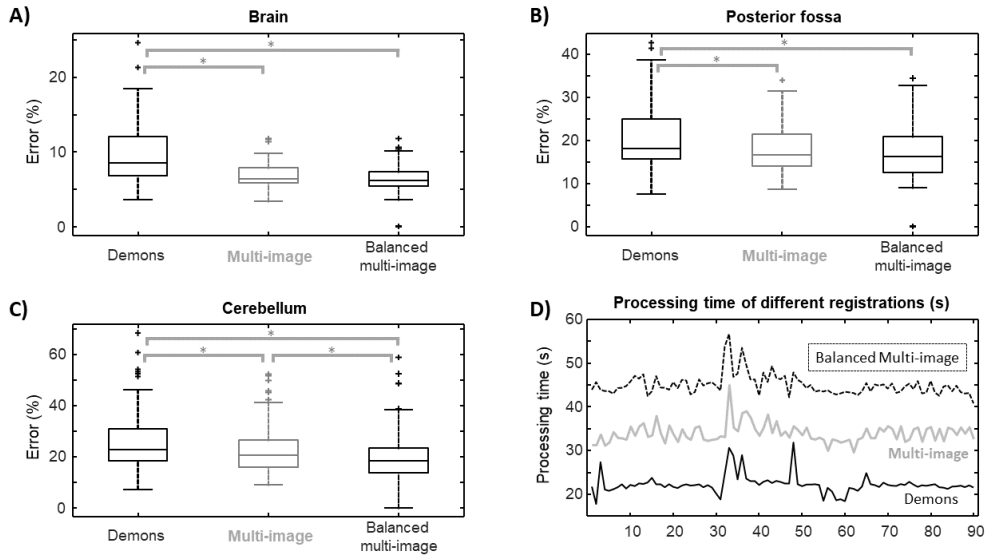 A)
Brain
Error (%)
20
10
0
*
*
Demons
Multi-image
Balanced
multi-image
B)
Posterior fossa
Error (%)
40
30
20
10
0
*
*
Demons
Multi-image
Balanced
multi-image
C)
Cerebellum
Error (%)
60
40
20
0
*
*
*
Demons
Multi-image
Balanced
multi-image
D)
Processing time of different registrations (s)
Processing time (s)
60
50
40
30
20
Balanced Multi-image
Multi-image
Demons
10 20 30 40 50 60 70 80 90